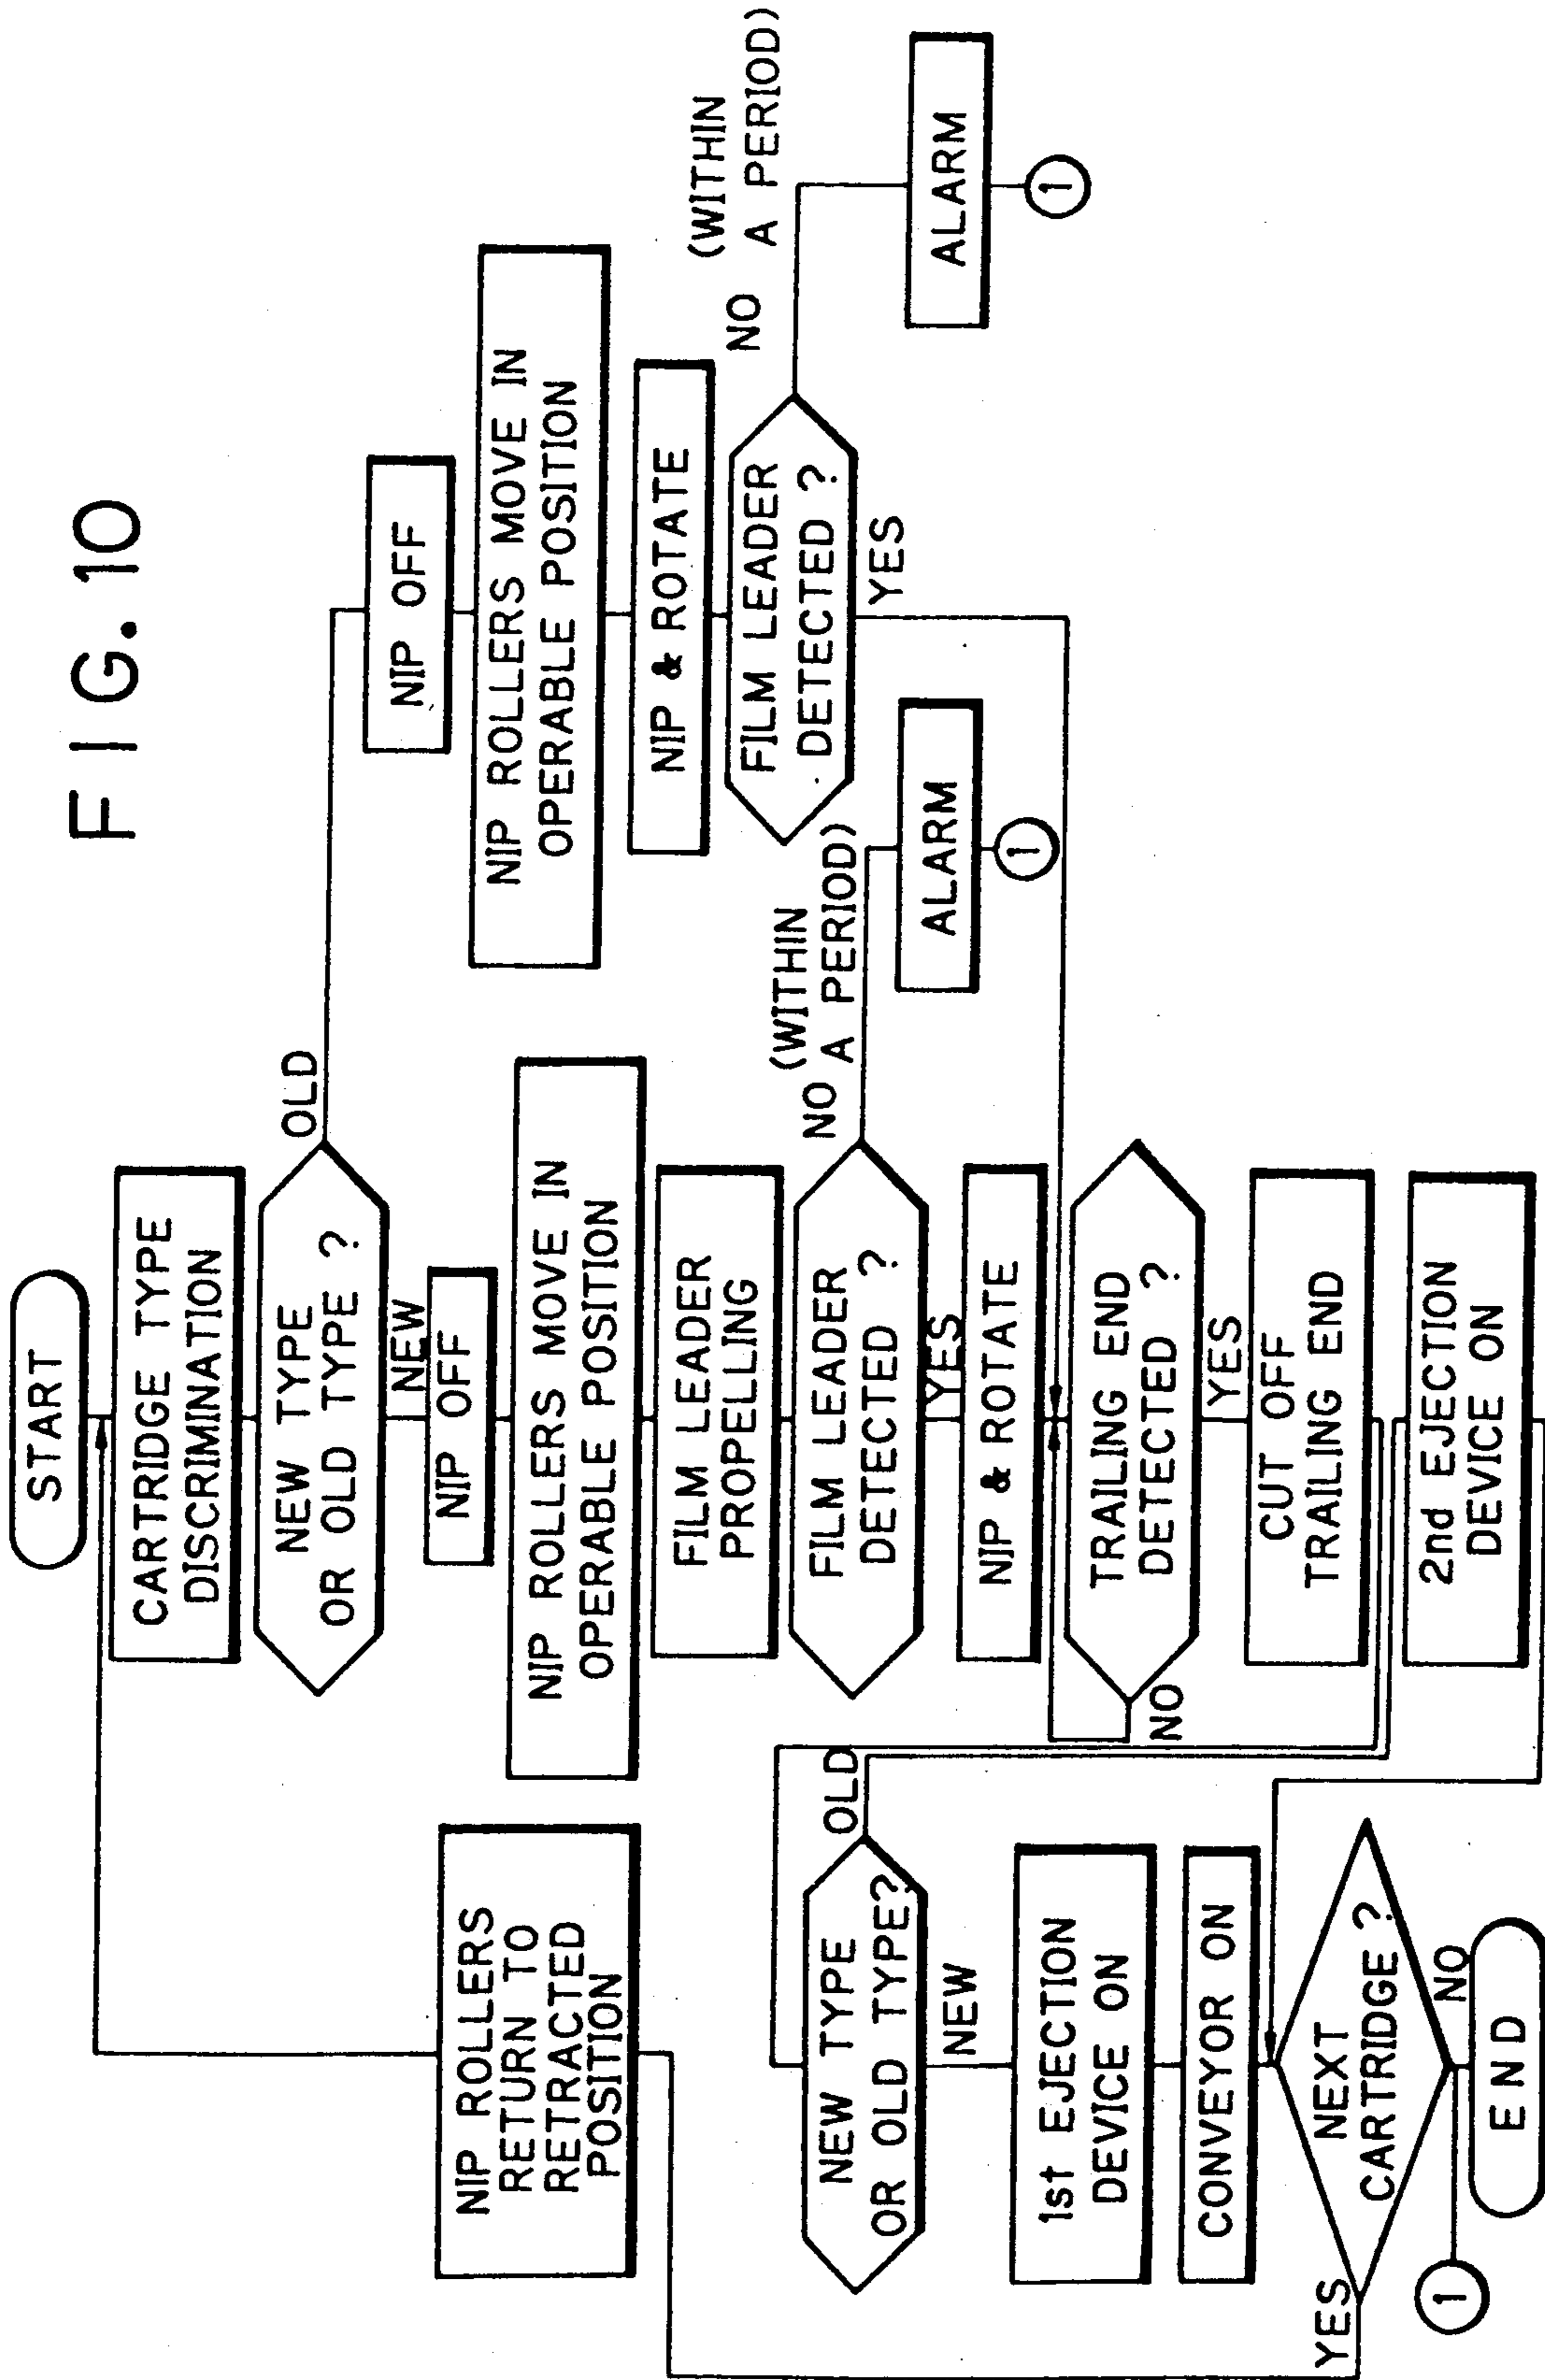 FIG. 10
START
CARTRIDGE TYPE
DISCRIMINATION
NEW TYPE
OR OLD TYPE ?
OLD
NEW
NIP OFF
NIP ROLLERS MOVE IN
OPERABLE POSITION
FILM LEADER
PROPELLING
FILM LEADER
DETECTED ?
(WITHIN
NO A PERIOD)
ALARM
1
YES
NIP & ROTATE
TRAILING END
DETECTED ?
NO
YES
CUT OFF
TRAILING END
2nd EJECTION
DEVICE ON
NIP OFF
NIP ROLLERS MOVE IN
OPERABLE POSITION
NIP & ROTATE
FILM LEADER
DETECTED ?
(WITHIN
NO A PERIOD)
ALARM
1
YES
NIP ROLLERS
RETURN TO
RETRACTED
POSITION
NEW TYPE
OR OLD TYPE?
OLD
NEW
1st EJECTION
DEVICE ON
CONVEYOR ON
NEXT
CARTRIDGE ?
YES
NO
1
END